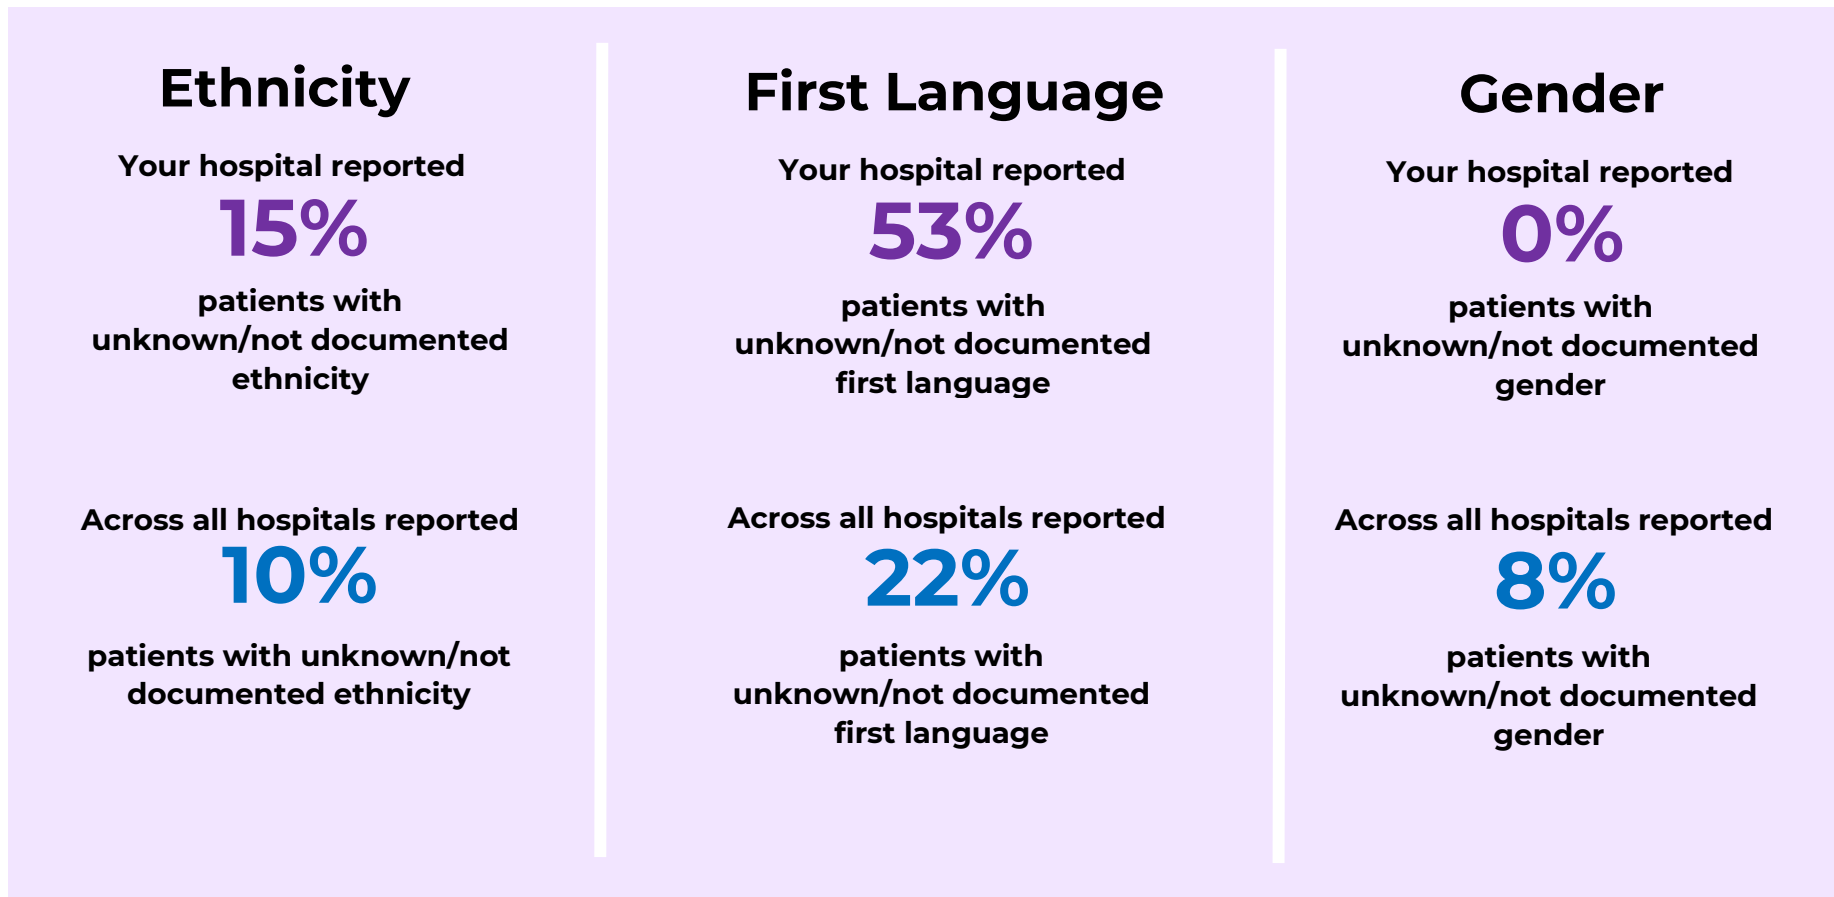 Ethnicity
Your hospital reported
15%
patients with
unknown/not documented
ethnicity
Across all hospitals reported
10%
patients with unknown/not
documented ethnicity
First Language
Your hospital reported
53%
patients with
unknown/not documented
first language
Across all hospitals reported
22%
patients with
unknown/not documented
first language
Gender
Your hospital reported
0%
patients with
unknown/not documented
gender
Across all hospitals reported
8%
patients with
unknown/not documented
gender